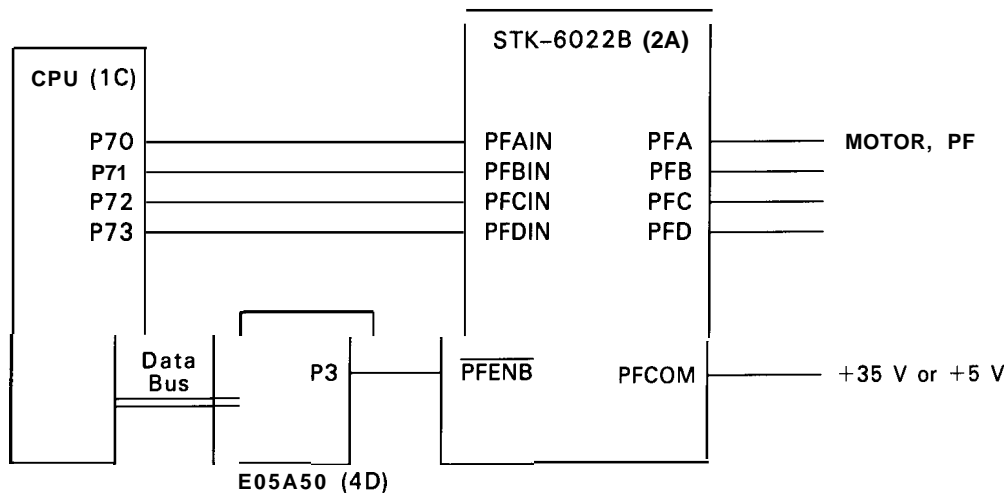 STK-6022B (2A)
CPU (1C)
P70
P71
P72
P73
PFAIN
PFBIN
PFCIN
PFDIN
PFA
PFB
PFC
PFD
MOTOR, PF
Data
Bus
P3
PFENB
PFCOM
+35 V or +5 V
E05A50 (4D)